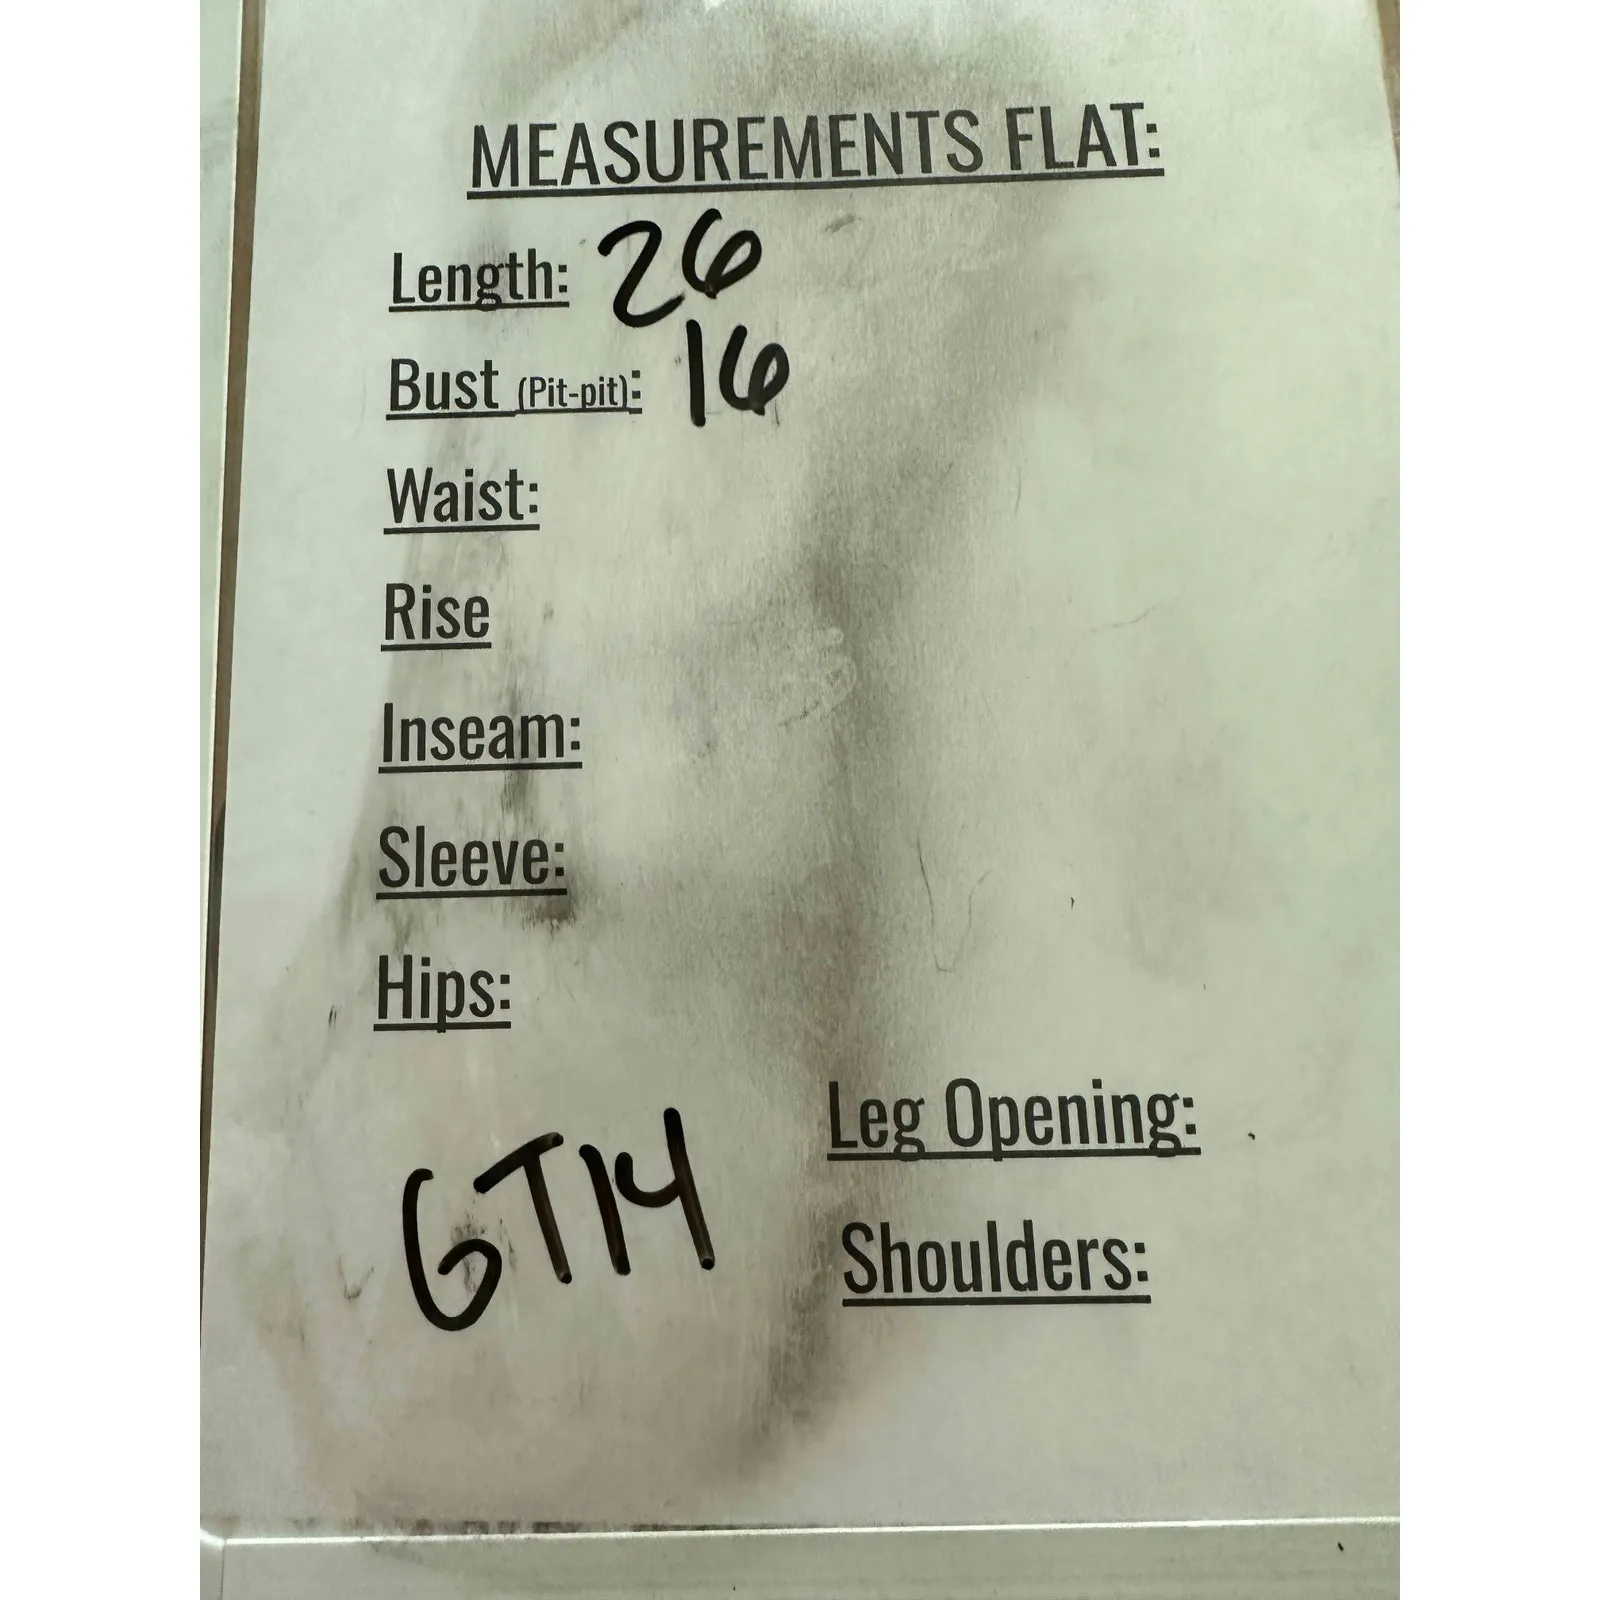 MEASUREMENTS FLAT:
Length: 26
Bust (Pit-pit): 16
Waist:
Rise
Inseam:
Sleeve:
Hips:
Leg Opening:
GT14
Shoulders: